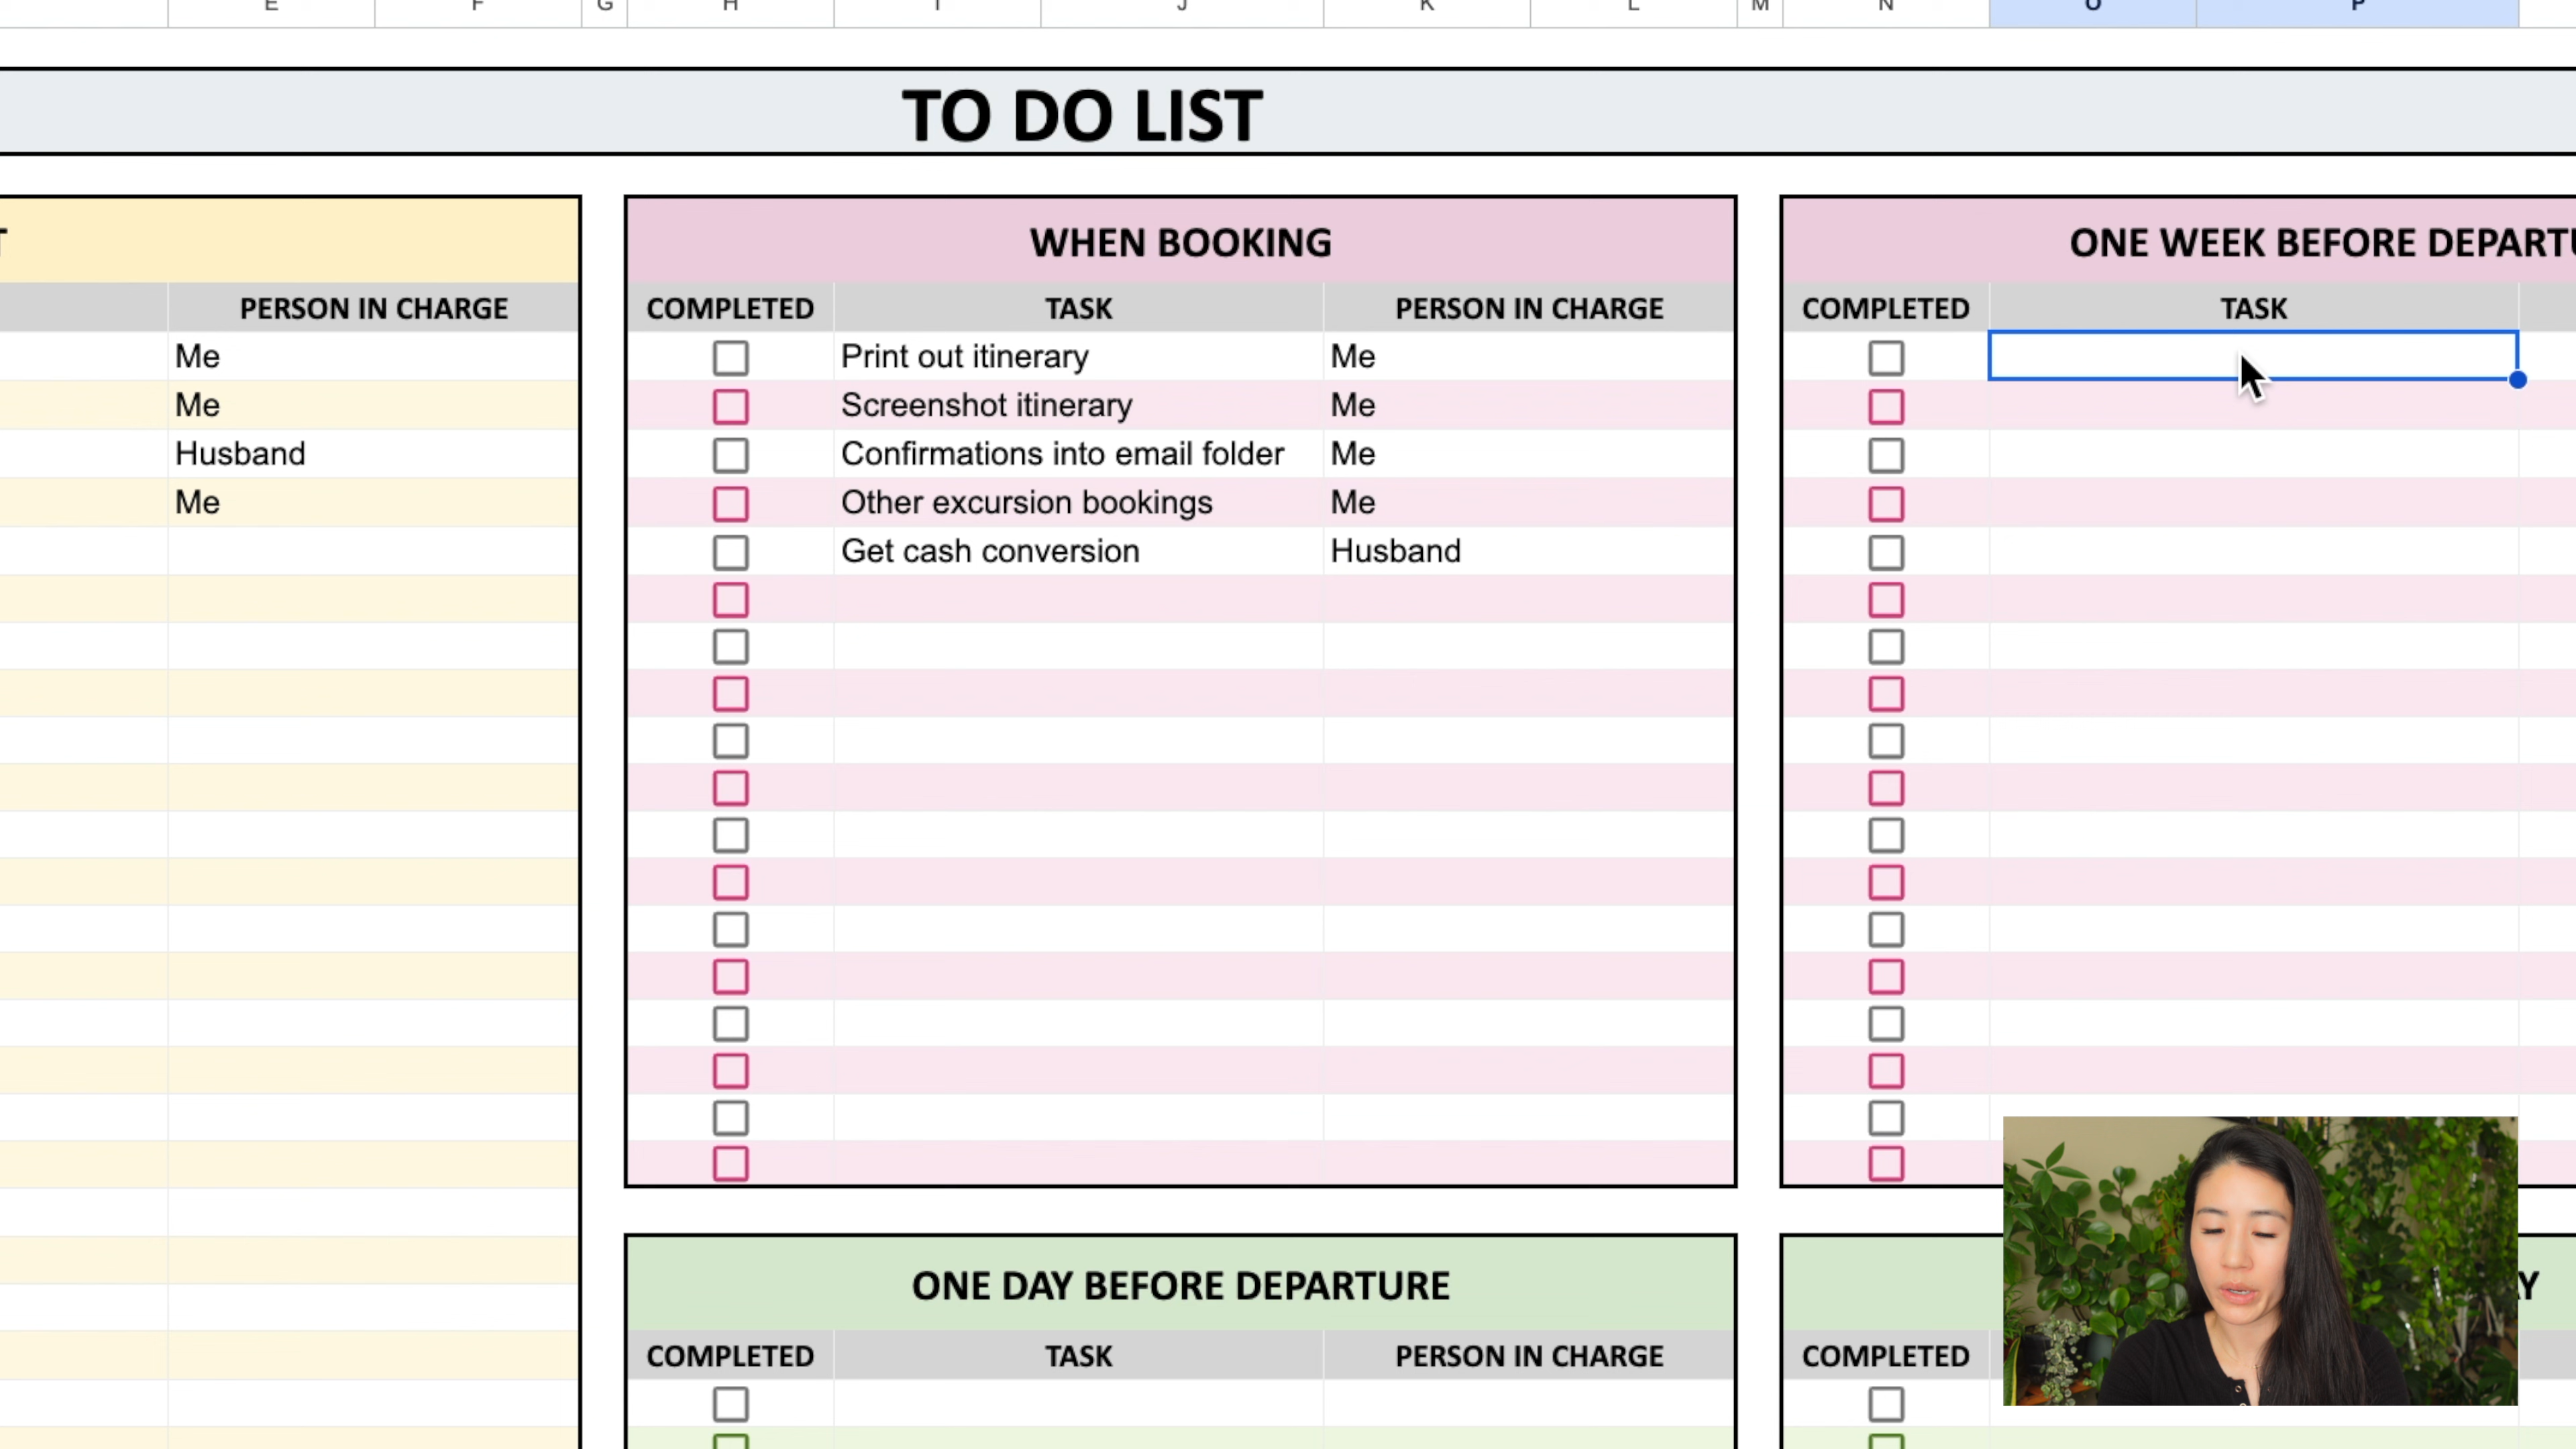 E F G H I J K L M N O P
TO DO LIST
T
PERSON IN CHARGE
Me
Me
Husband
Me
WHEN BOOKING
COMPLETED TASK PERSON IN CHARGE
Print out itinerary Me
Screenshot itinerary Me
Confirmations into email folder Me
Other excursion bookings Me
Get cash conversion Husband
ONE WEEK BEFORE DEPARTU
COMPLETED TASK
ONE DAY BEFORE DEPARTURE
COMPLETED TASK PERSON IN CHARGE
Y
COMPLETED